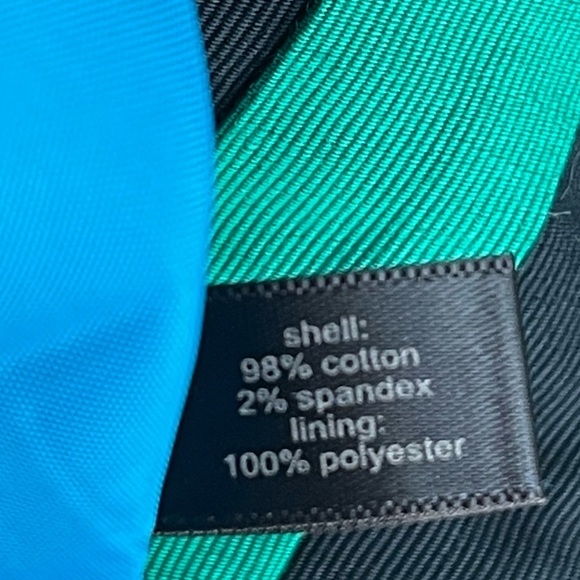 shell:
98% cotton
2% spandex
lining:
100% polyester